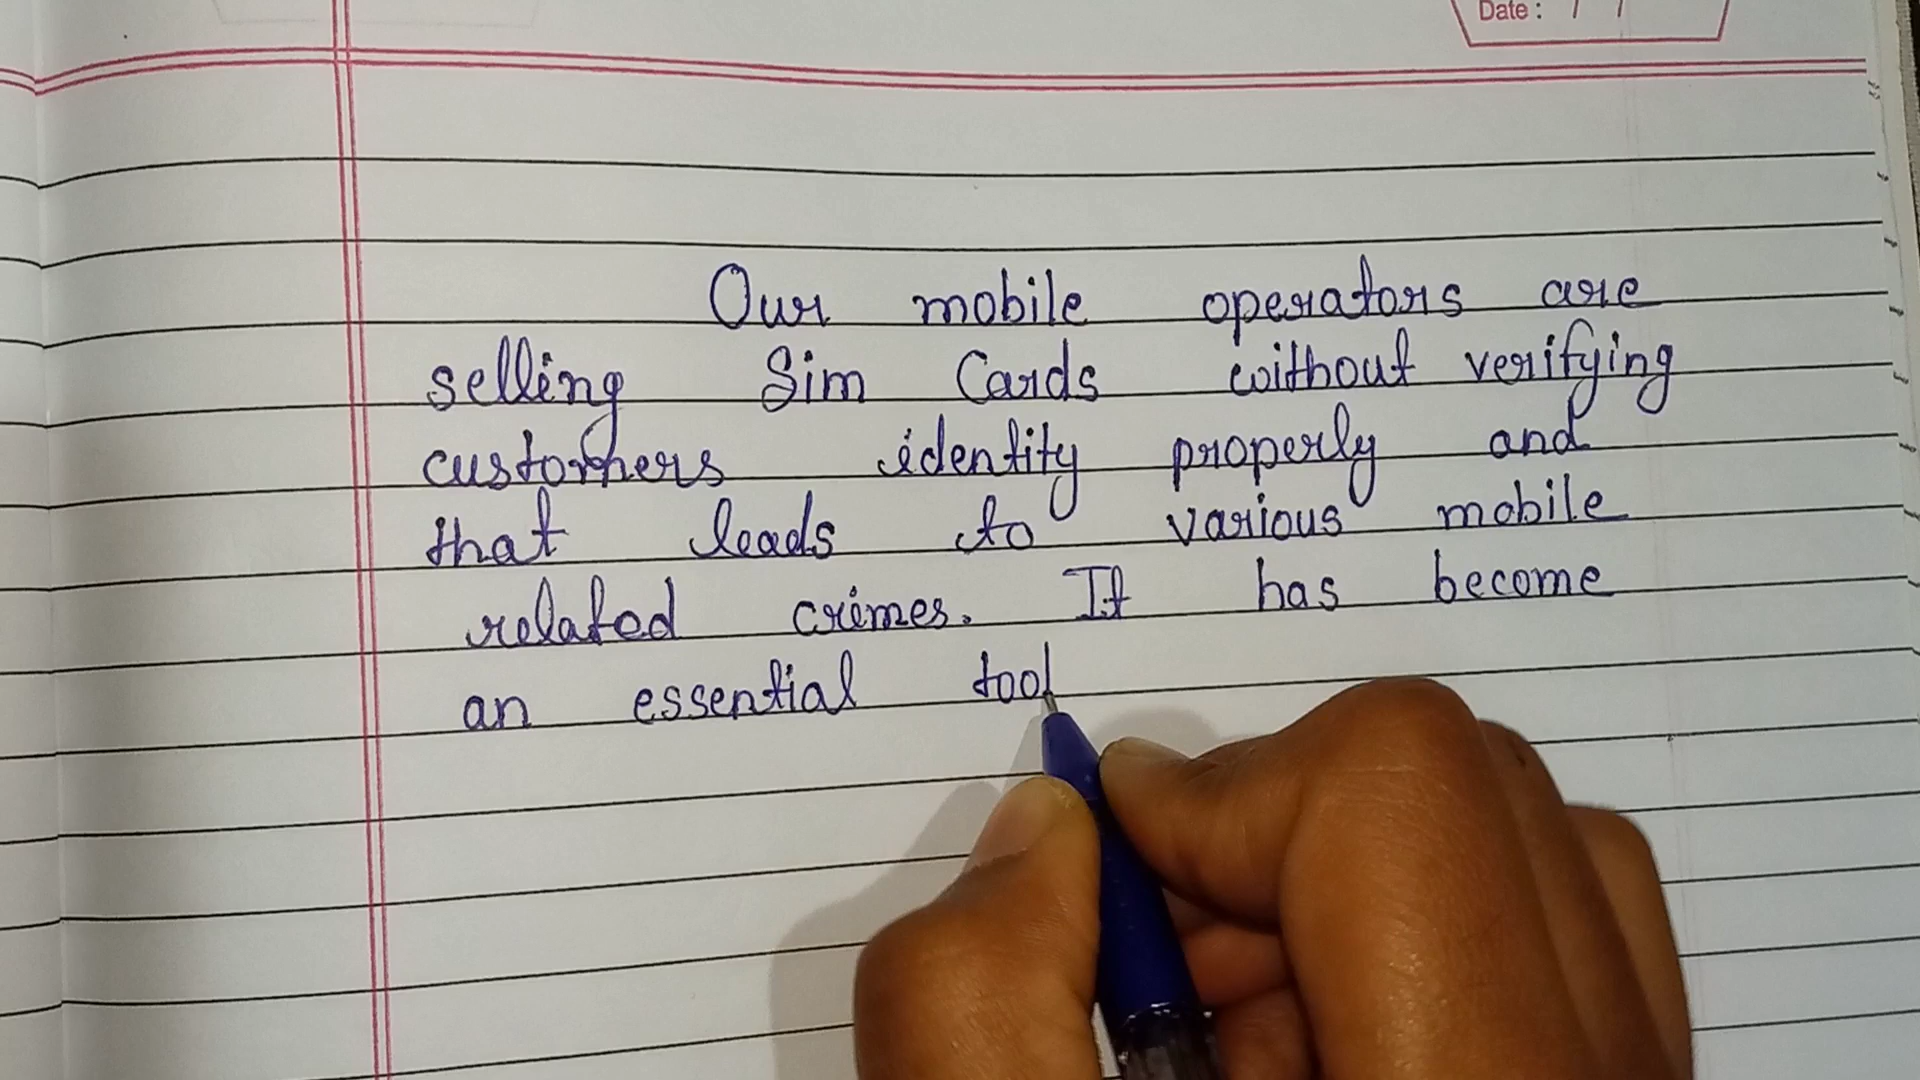 Date : / /
Our mobile operators are
selling Sim Cards without verifying
customers identity properly and
that leads to various mobile
related crimes. It has become
an essential tool